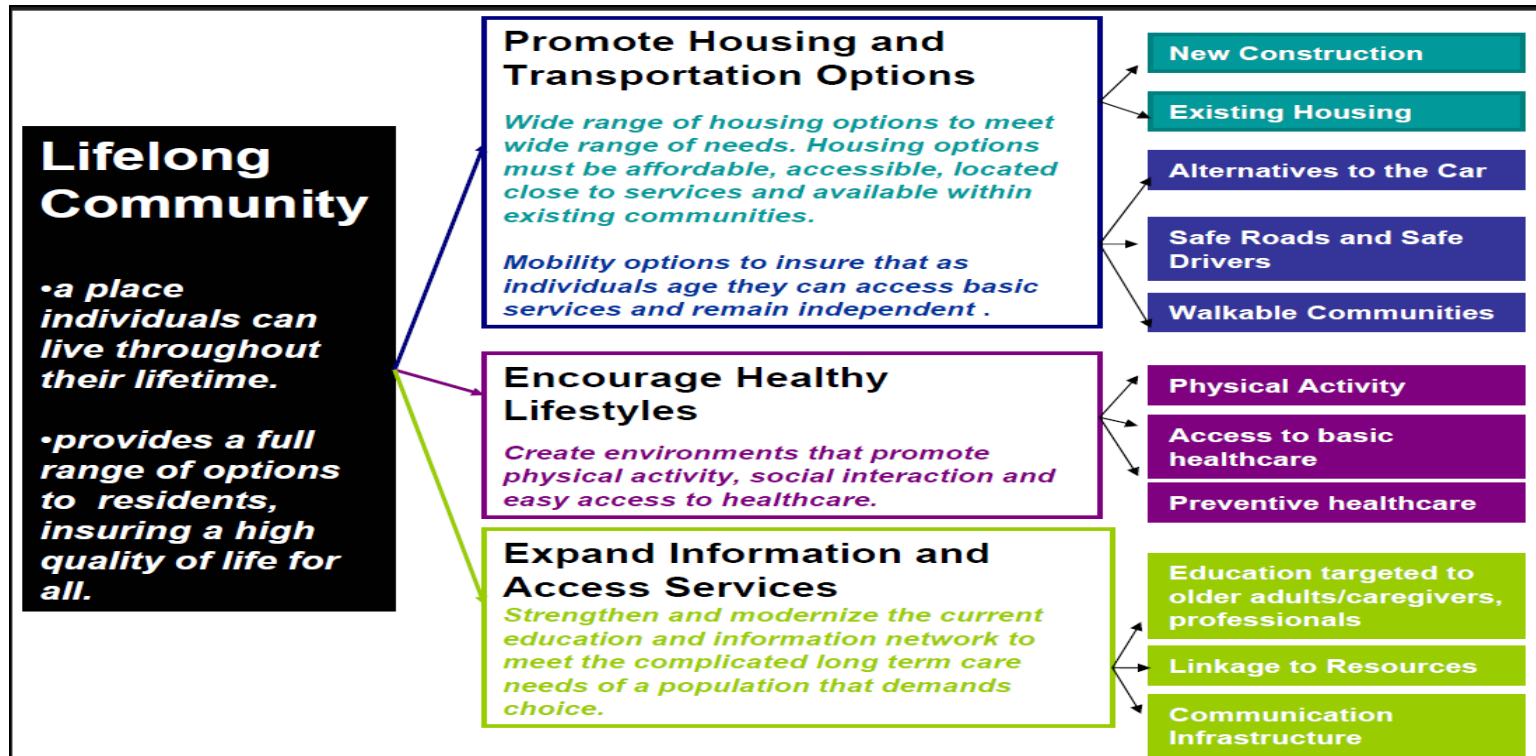 Lifelong
Community
•a place
individuals can
live throughout
their lifetime.
•provides a full
range of options
to residents,
insuring a high
quality of life for
all.
Promote Housing and
Transportation Options
Wide range of housing options to meet
wide range of needs. Housing options
must be affordable, accessible, located
close to services and available within
existing communities.
Mobility options to insure that as
individuals age they can access basic
services and remain independent .
New Construction
Existing Housing
Alternatives to the Car
Safe Roads and Safe
Drivers
Walkable Communities
Encourage Healthy
Lifestyles
Create environments that promote
physical activity, social interaction and
easy access to healthcare.
Physical Activity
Access to basic
healthcare
Preventive healthcare
Expand Information and
Access Services
Strengthen and modernize the current
education and information network to
meet the complicated long term care
needs of a population that demands
choice.
Education targeted to
older adults/caregivers,
professionals
Linkage to Resources
Communication
Infrastructure